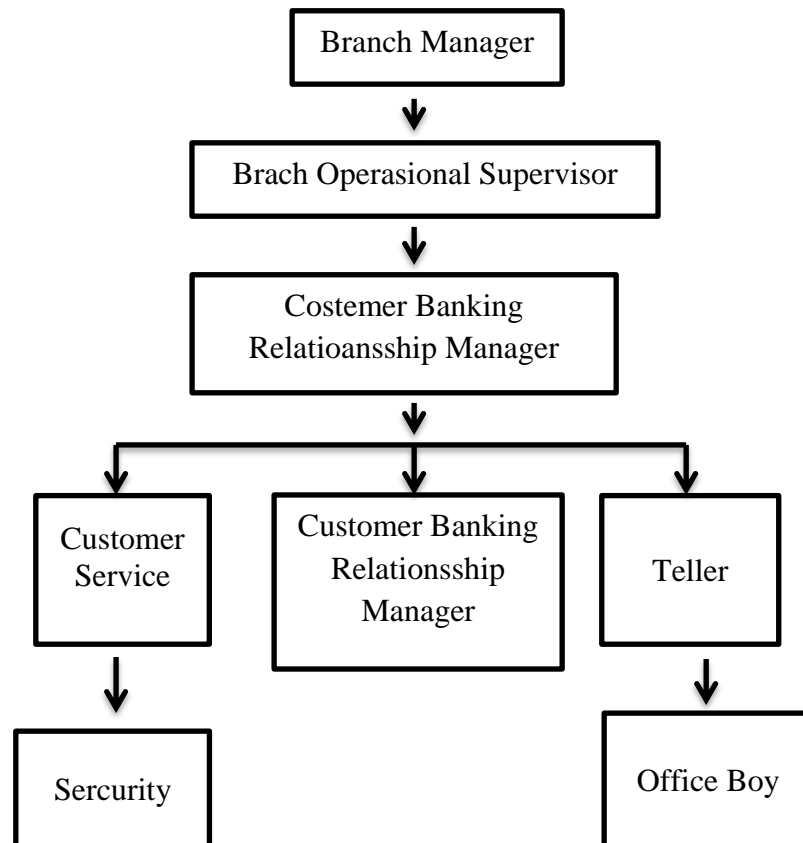 Branch Manager
Brach Operasional Supervisor
Costemer Banking
Relatioansship Manager
Customer
Service
Customer Banking
Relationsship
Manager
Teller
Sercurity
Office Boy